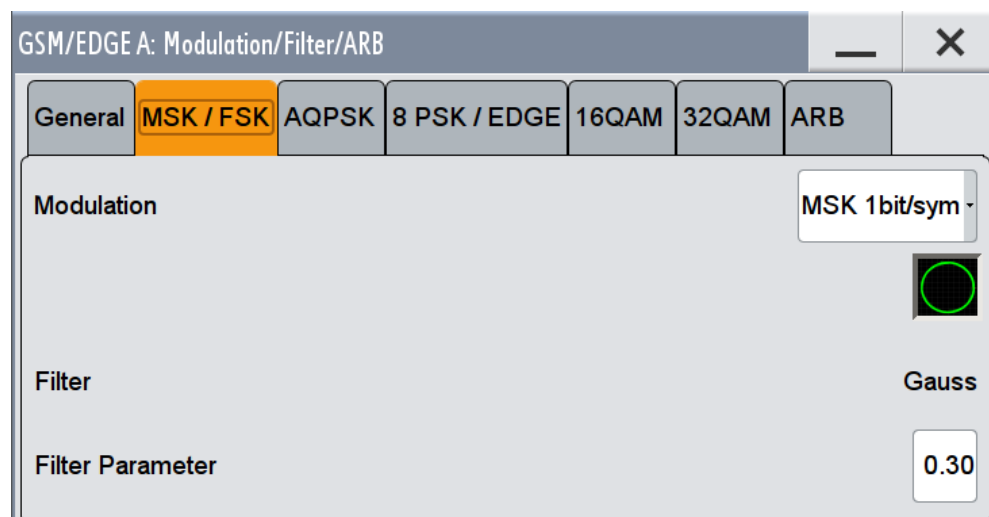 GSM/EDGE A: Modulation/Filter/ARB
General MSK / FSK AQPSK 8 PSK / EDGE 16QAM 32QAM ARB
Modulation MSK 1bit/sym
Filter Gauss
Filter Parameter 0.30